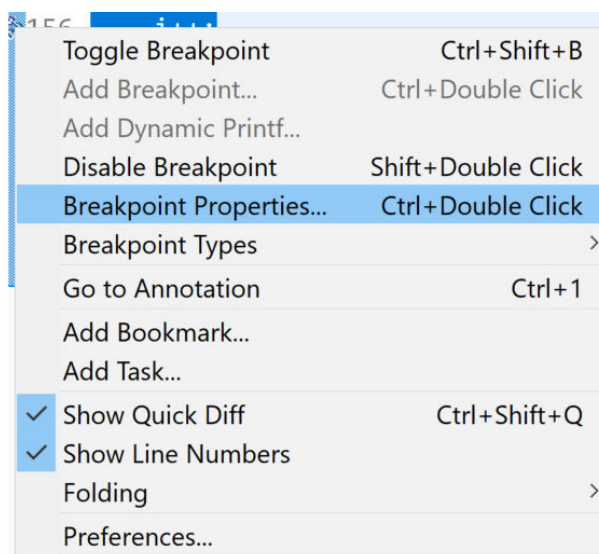 156 i++;
Toggle Breakpoint Ctrl+Shift+B
Add Breakpoint... Ctrl+Double Click
Add Dynamic Printf...
Disable Breakpoint Shift+Double Click
Breakpoint Properties... Ctrl+Double Click
Breakpoint Types
Go to Annotation Ctrl+1
Add Bookmark...
Add Task...
Show Quick Diff Ctrl+Shift+Q
Show Line Numbers
Folding
Preferences...